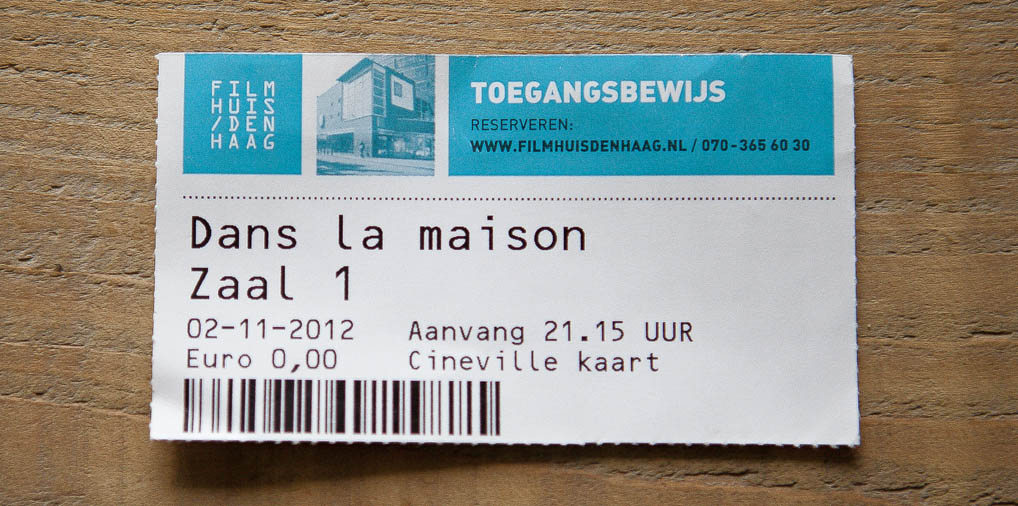 FILM
HUIS
/DEN
HAAG
TOEGANGSBEWIJS
RESERVEREN:
WWW.FILMHUISDENHAAG.NL / 070-365 60 30
Dans la maison
Zaal 1
02-11-2012 Aanvang 21.15 UUR
Euro 0,00 Cineville kaart